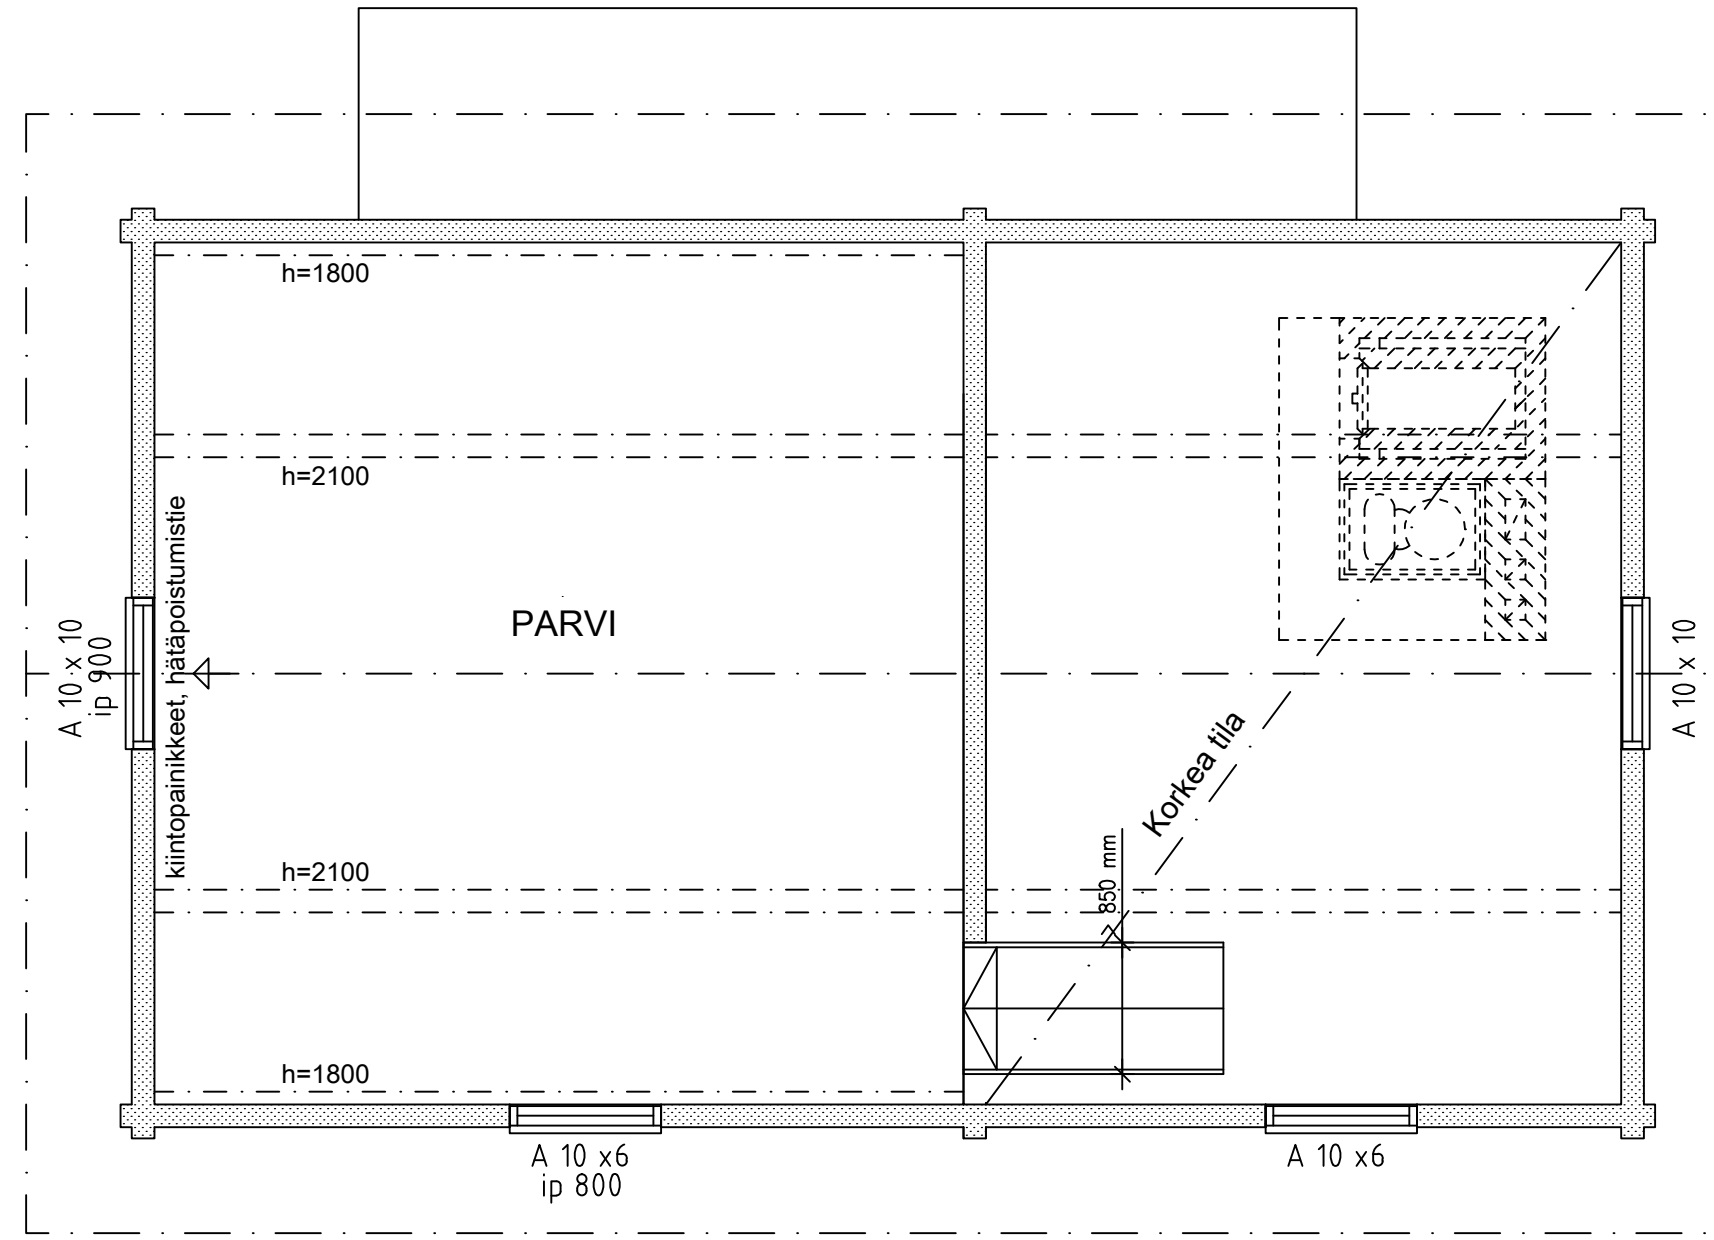 h=1800
h=2100
kiintopainikkeet, hätäpoistumistie
PARVI
A 10 x 10
ip 900
A 10 x 10
Korkea tila
850 mm
h=2100
h=1800
A 10 x6
ip 800
A 10 x6